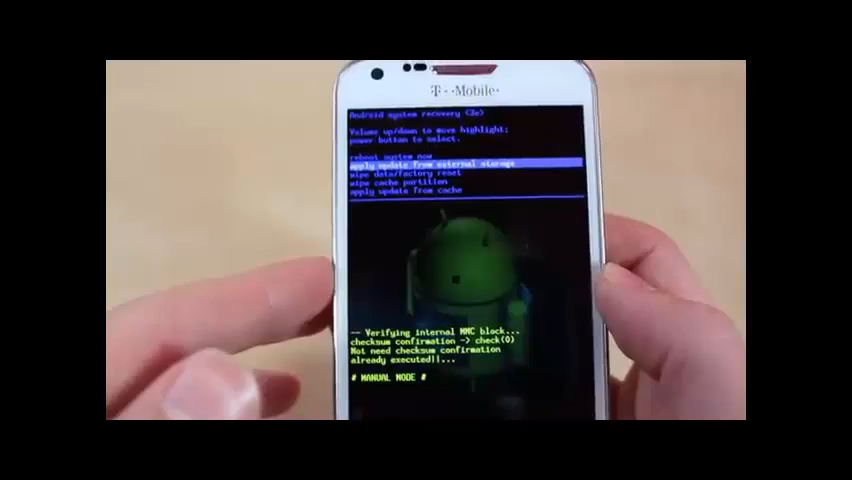 T··Mobile·
Android system recovery (3e)
Volume up/down to move highlight;
power button to select.
reboot system now
apply update from external storage
wipe data/factory reset
wipe cache partition
apply update from cache
-- Verifying internal MMC block...
checksum confirmation -> check(0)
Not need checksum confirmation
already executed!!...
# MANUAL MODE #